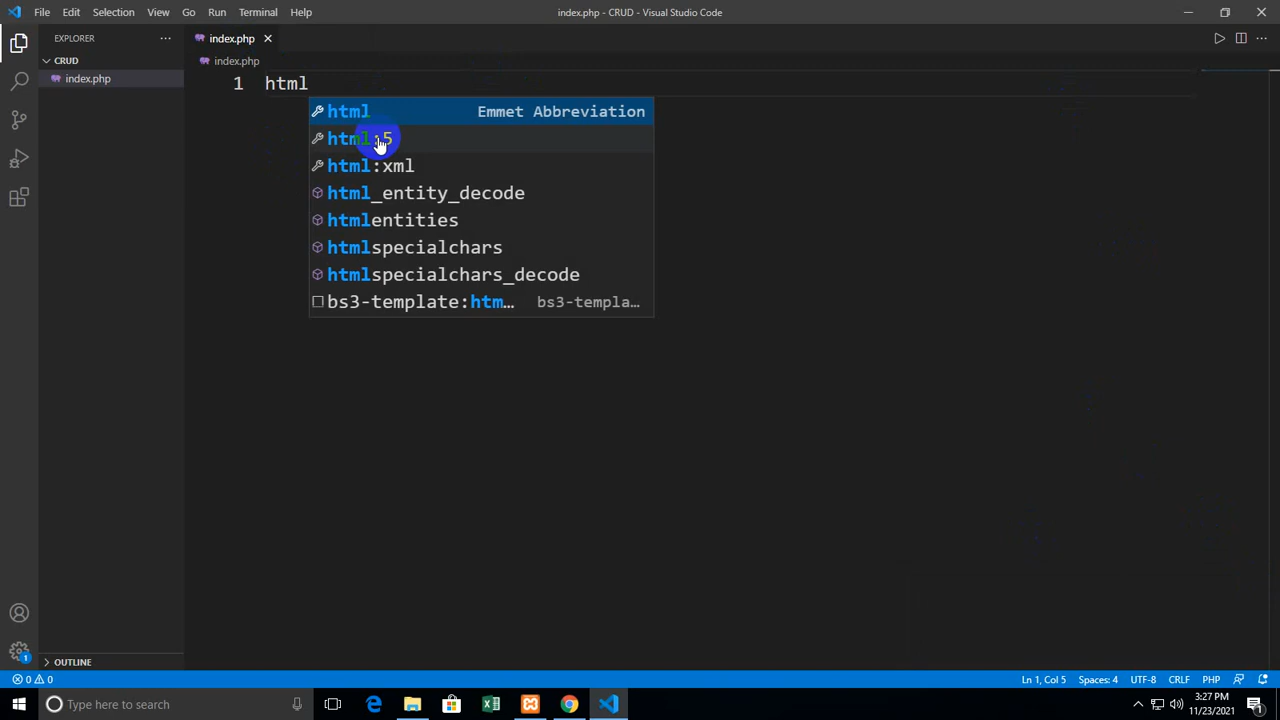 File Edit Selection View Go Run Terminal Help
index.php - CRUD - Visual Studio Code
EXPLORER
CRUD
index.php
index.php
index.php
1 html
html Emmet Abbreviation
html:5
html:xml
html_entity_decode
htmlentities
htmlspecialchars
htmlspecialchars_decode
bs3-template:htm… bs3-templa…
OUTLINE
1
0 0
Ln 1, Col 5 Spaces: 4 UTF-8 CRLF PHP
Type here to search
3:27 PM
11/23/2021
1